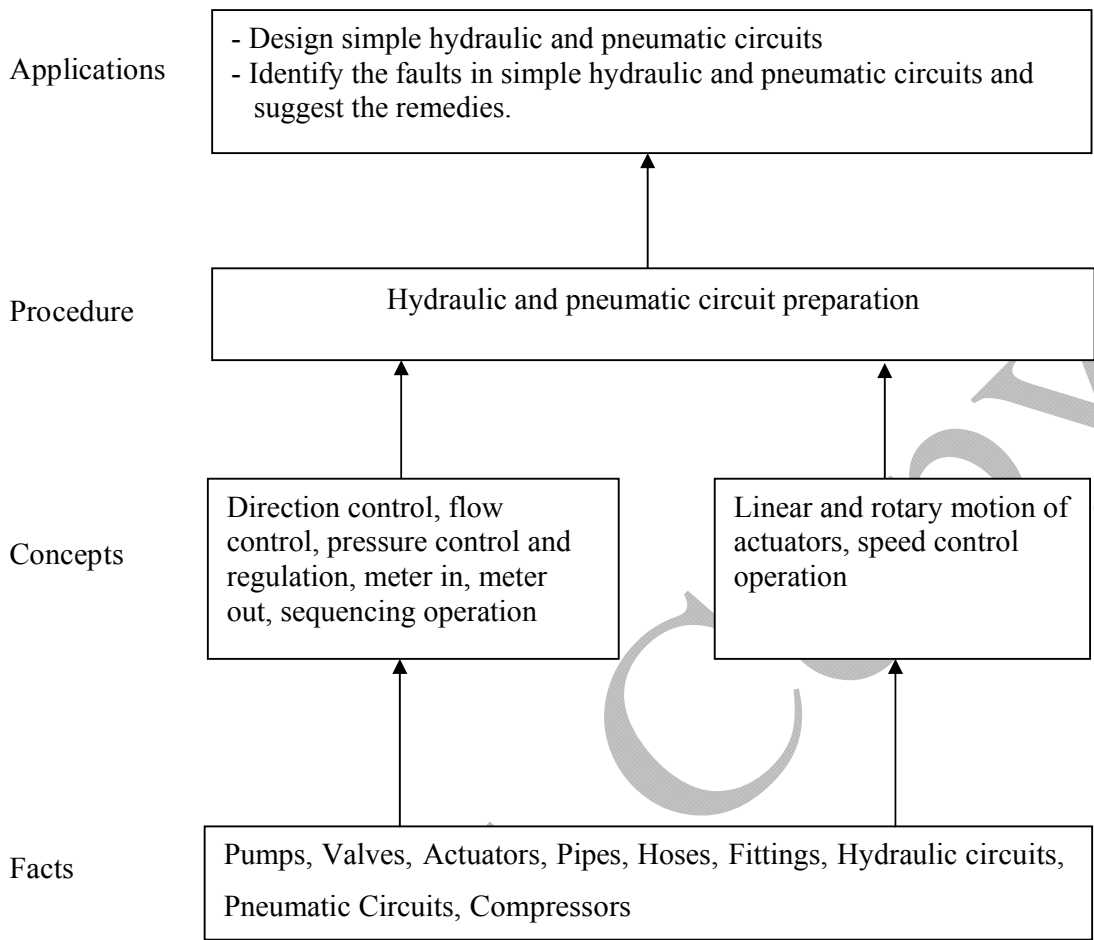 Applications
- Design simple hydraulic and pneumatic circuits
- Identify the faults in simple hydraulic and pneumatic circuits and
suggest the remedies.
Procedure
Hydraulic and pneumatic circuit preparation
Concepts
Direction control, flow
control, pressure control and
regulation, meter in, meter
out, sequencing operation
Linear and rotary motion of
actuators, speed control
operation
Facts
Pumps, Valves, Actuators, Pipes, Hoses, Fittings, Hydraulic circuits,
Pneumatic Circuits, Compressors